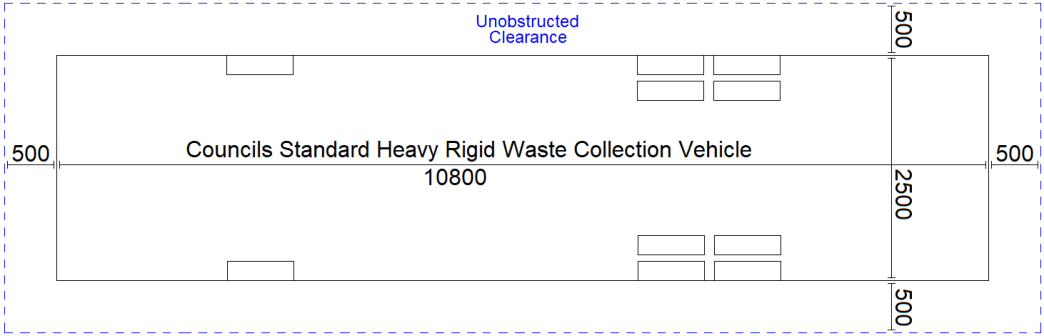 Unobstructed
Clearance
500
500
Councils Standard Heavy Rigid Waste Collection Vehicle
10800
500
2500
500